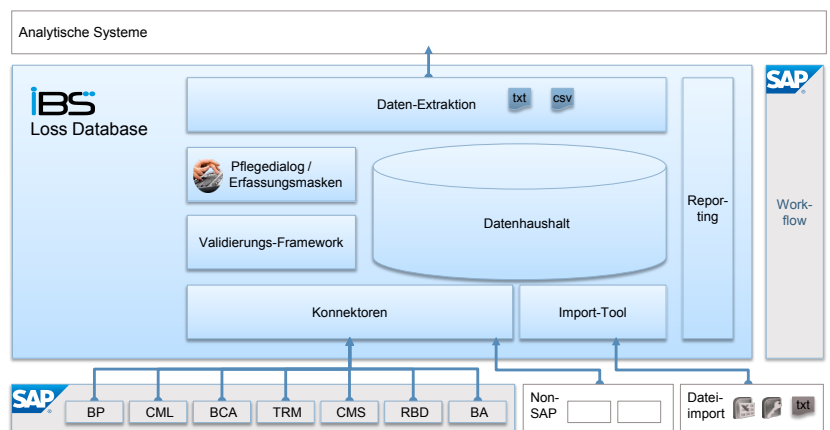 Analytische Systeme
iBS
Loss Database
Daten-Extraktion
txt
csv
SAP
Pflegedialog /
Erfassungsmasken
Datenhaushalt
Repor-
ting
Work-
flow
Validierungs-Framework
Konnektoren
Import-Tool
SAP
BP
CML
BCA
TRM
CMS
RBD
BA
Non-
SAP
Datei-
import
txt